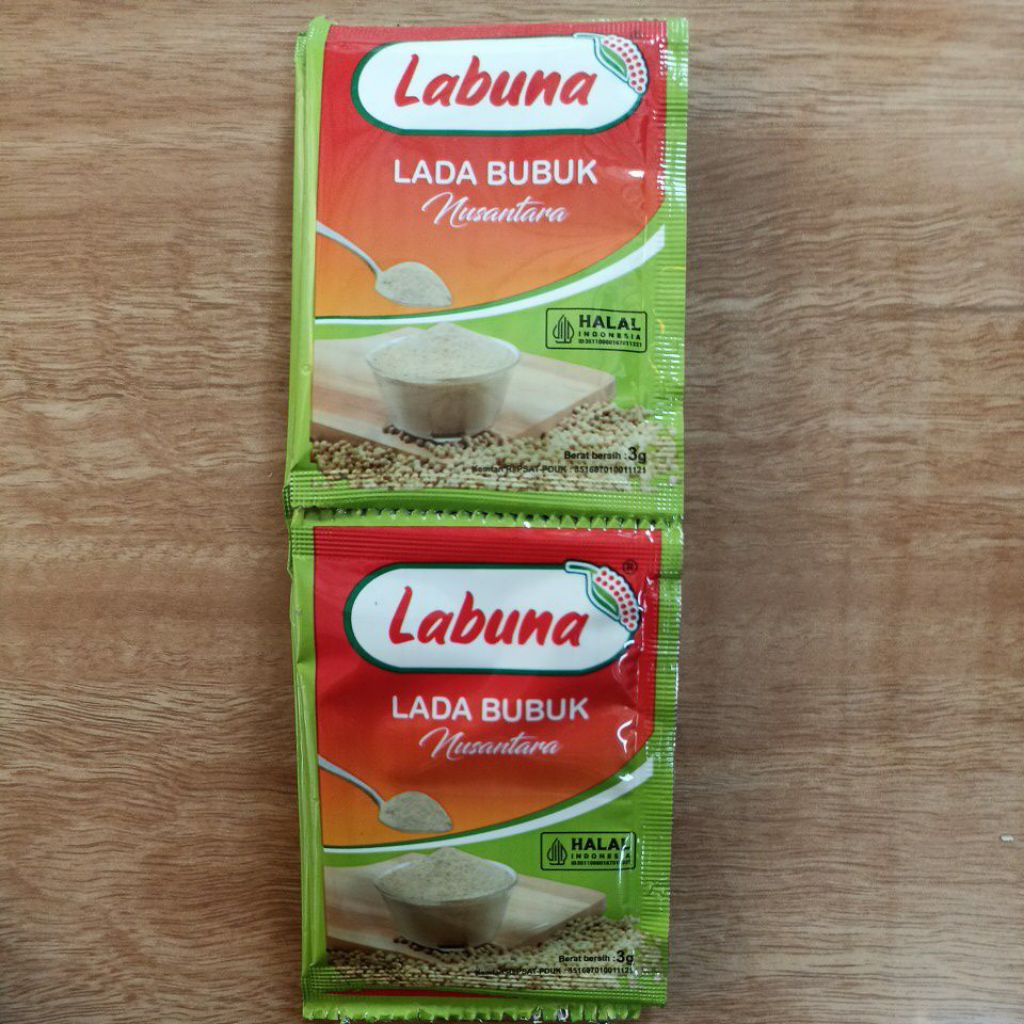 Labuna
LADA BUBUK
Nusantara
HALAL
INDONESIA
Berat bersih : 3g
Labuna
®
LADA BUBUK
Nusantara
HALAL
INDONESIA
Berat bersih : 3g